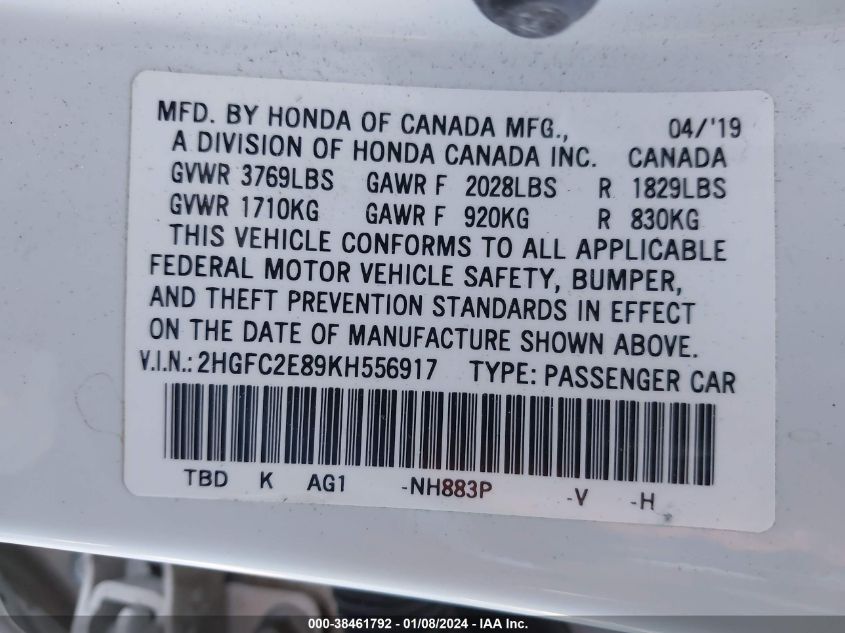 MFD. BY HONDA OF CANADA MFG., 04/'19
A DIVISION OF HONDA CANADA INC. CANADA
GVWR 3769LBS GAWR F 2028LBS R 1829LBS
GVWR 1710KG GAWR F 920KG R 830KG
THIS VEHICLE CONFORMS TO ALL APPLICABLE
FEDERAL MOTOR VEHICLE SAFETY, BUMPER,
AND THEFT PREVENTION STANDARDS IN EFFECT
ON THE DATE OF MANUFACTURE SHOWN ABOVE.
V.I.N.: 2HGFC2E89KH556917 TYPE: PASSENGER CAR
TBD K AG1 -NH883P -V -H
000-38461792 - 01/08/2024 - IAA Inc.